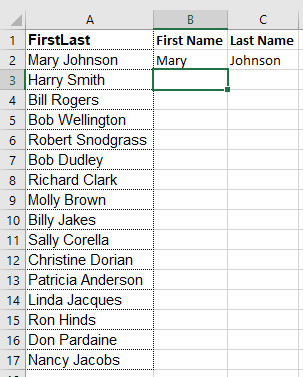 A B C
1 FirstLast First Name Last Name
2 Mary Johnson Mary Johnson
3 Harry Smith
4 Bill Rogers
5 Bob Wellington
6 Robert Snodgrass
7 Bob Dudley
8 Richard Clark
9 Molly Brown
10 Billy Jakes
11 Sally Corella
12 Christine Dorian
13 Patricia Anderson
14 Linda Jacques
15 Ron Hinds
16 Don Pardaine
17 Nancy Jacobs